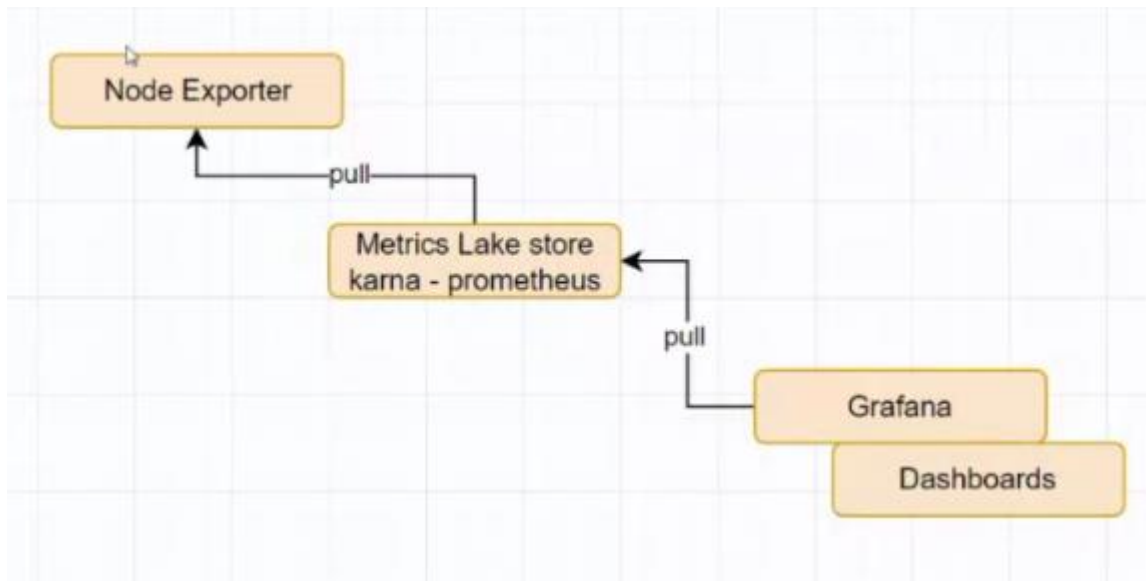 Node Exporter
pull
Metrics Lake store
karna - prometheus
pull
Grafana
Dashboards